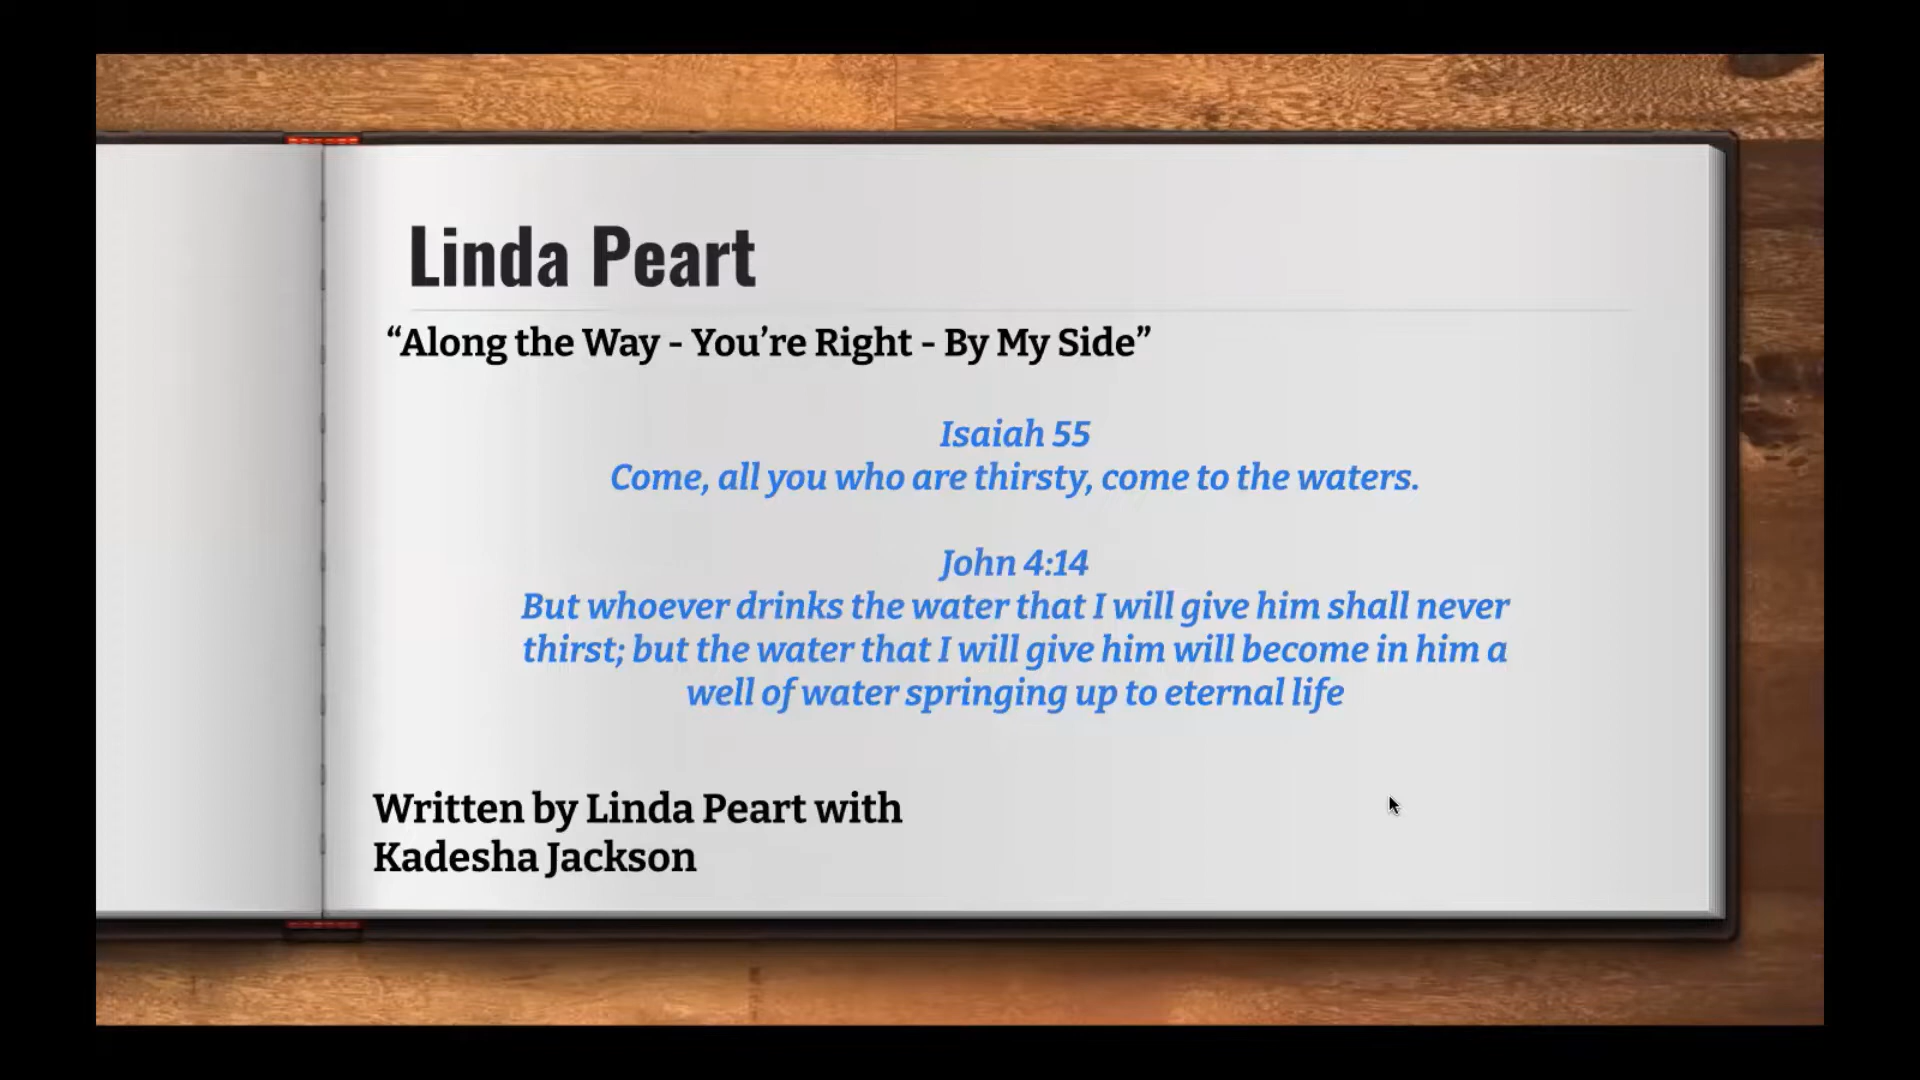 Linda Peart
“Along the Way - You’re Right - By My Side”
Isaiah 55
Come, all you who are thirsty, come to the waters.
John 4:14
But whoever drinks the water that I will give him shall never
thirst; but the water that I will give him will become in him a
well of water springing up to eternal life
Written by Linda Peart with
Kadesha Jackson